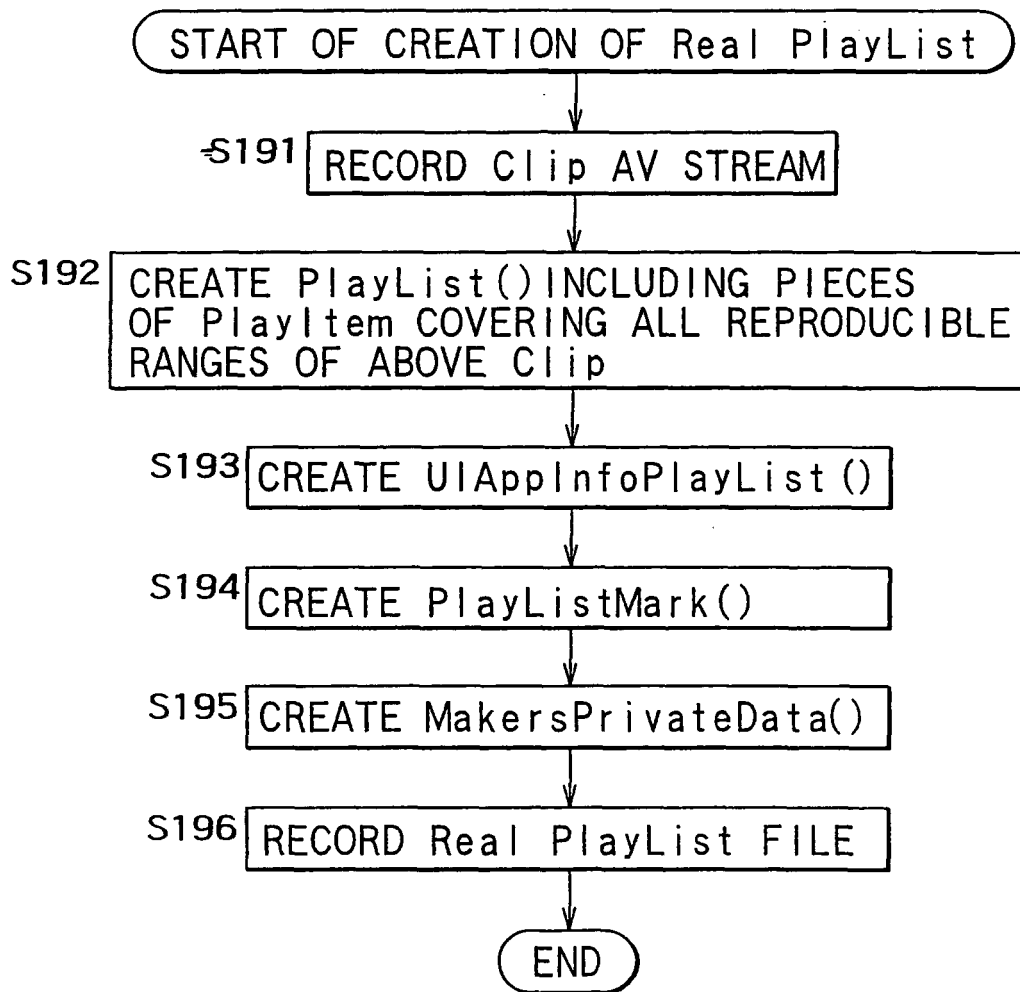 START OF CREATION OF Real PlayList
S191
RECORD Clip AV STREAM
S192
CREATE PlayList()INCLUDING PIECES
OF PlayItem COVERING ALL REPRODUCIBLE
RANGES OF ABOVE Clip
S193
CREATE UIAppInfoPlayList()
S194
CREATE PlayListMark()
S195
CREATE MakersPrivateData()
S196
RECORD Real PlayList FILE
END